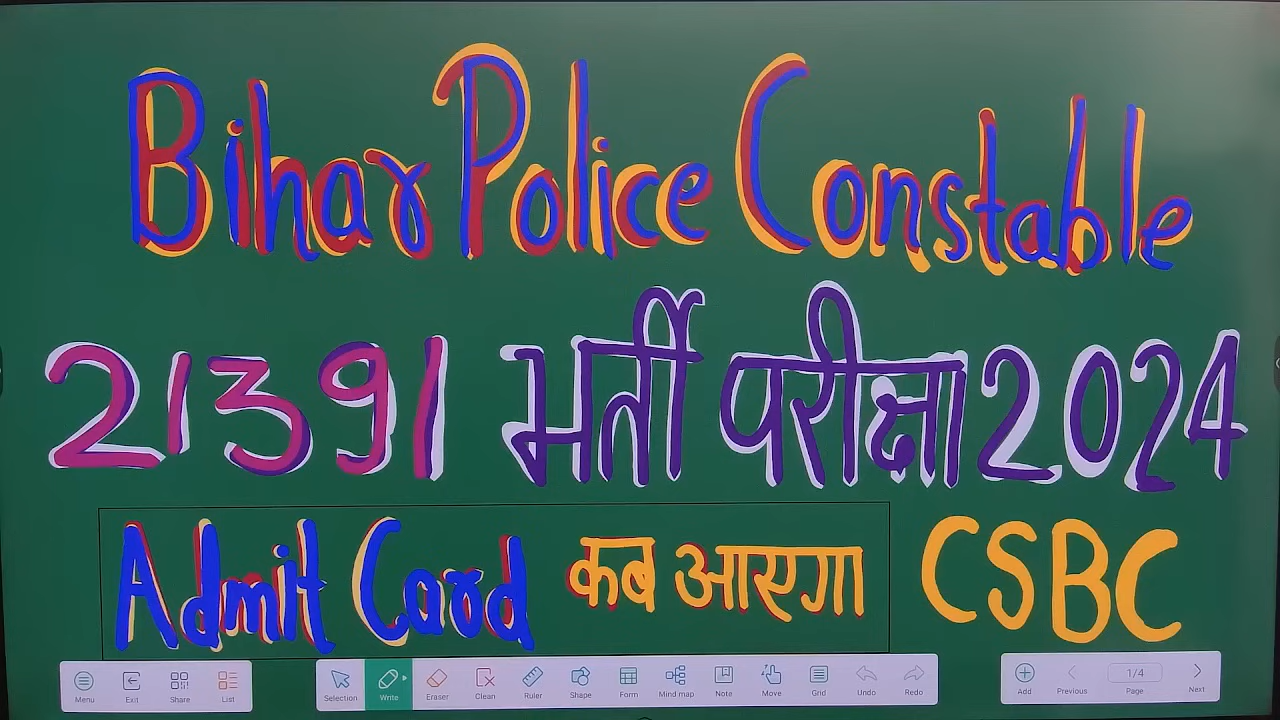 Bihar Police Constable
21391 भर्ती परीक्षा 2024
Admit Card कब आएगा CSBC
Menu Exit Share List Selection Write Eraser Clean Ruler Shape Form Mind map Note Move Grid Undo Redo Add Previous 1/4 Page Next